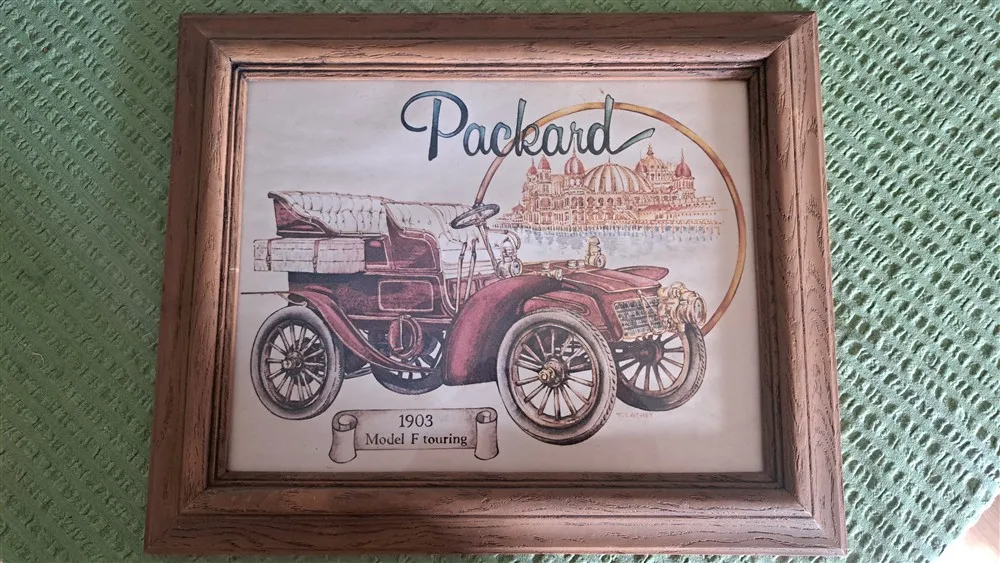 Packard
1903
Model F touring